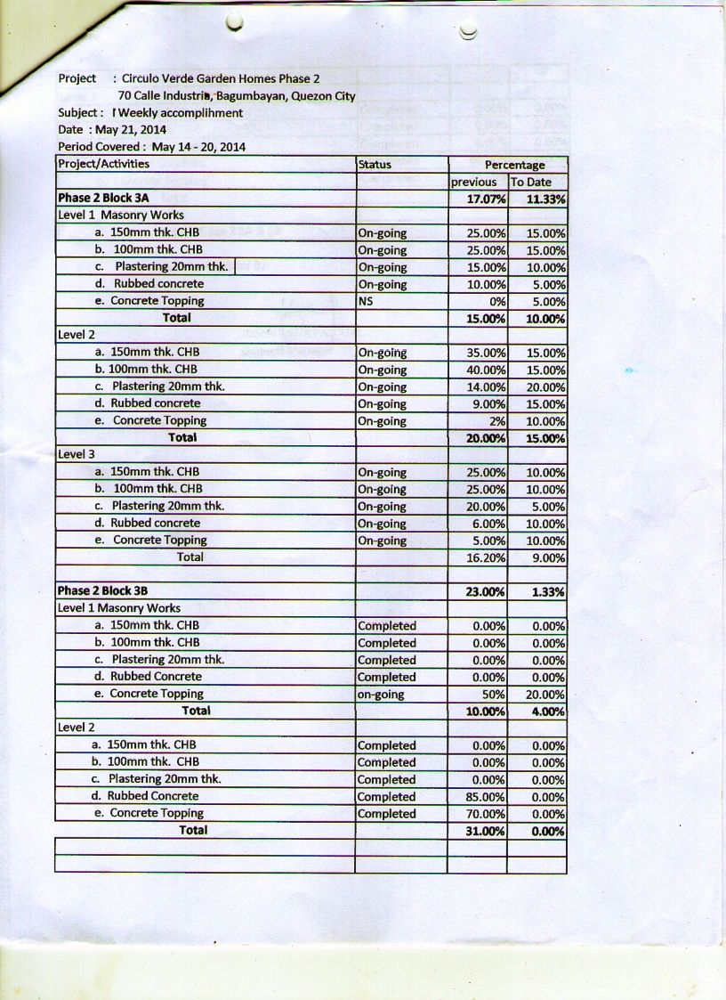 Project : Circulo Verde Garden Homes Phase 2
70 Calle Industria, Bagumbayan, Quezon City
Subject : Weekly accomplihment
Date : May 21, 2014
Period Covered : May 14 - 20, 2014
Project/Activities Status Percentage
previous To Date
Phase 2 Block 3A 17.07% 11.33%
Level 1 Masonry Works
a. 150mm thk. CHB On-going 25.00% 15.00%
b. 100mm thk. CHB On-going 25.00% 15.00%
c. Plastering 20mm thk. On-going 15.00% 10.00%
d. Rubbed concrete On-going 10.00% 5.00%
e. Concrete Topping NS 0% 5.00%
Total 15.00% 10.00%
Level 2
a. 150mm thk. CHB On-going 35.00% 15.00%
b. 100mm thk. CHB On-going 40.00% 15.00%
c. Plastering 20mm thk. On-going 14.00% 20.00%
d. Rubbed concrete On-going 9.00% 15.00%
e. Concrete Topping On-going 2% 10.00%
Total 20.00% 15.00%
Level 3
a. 150mm thk. CHB On-going 25.00% 10.00%
b. 100mm thk. CHB On-going 25.00% 10.00%
c. Plastering 20mm thk. On-going 20.00% 5.00%
d. Rubbed concrete On-going 6.00% 10.00%
e. Concrete Topping On-going 5.00% 10.00%
Total 16.20% 9.00%
Phase 2 Block 3B 23.00% 1.33%
Level 1 Masonry Works
a. 150mm thk. CHB Completed 0.00% 0.00%
b. 100mm thk. CHB Completed 0.00% 0.00%
c. Plastering 20mm thk. Completed 0.00% 0.00%
d. Rubbed Concrete Completed 0.00% 0.00%
e. Concrete Topping on-going 50% 20.00%
Total 10.00% 4.00%
Level 2
a. 150mm thk. CHB Completed 0.00% 0.00%
b. 100mm thk. CHB Completed 0.00% 0.00%
c. Plastering 20mm thk. Completed 0.00% 0.00%
d. Rubbed Concrete Completed 85.00% 0.00%
e. Concrete Topping Completed 70.00% 0.00%
Total 31.00% 0.00%